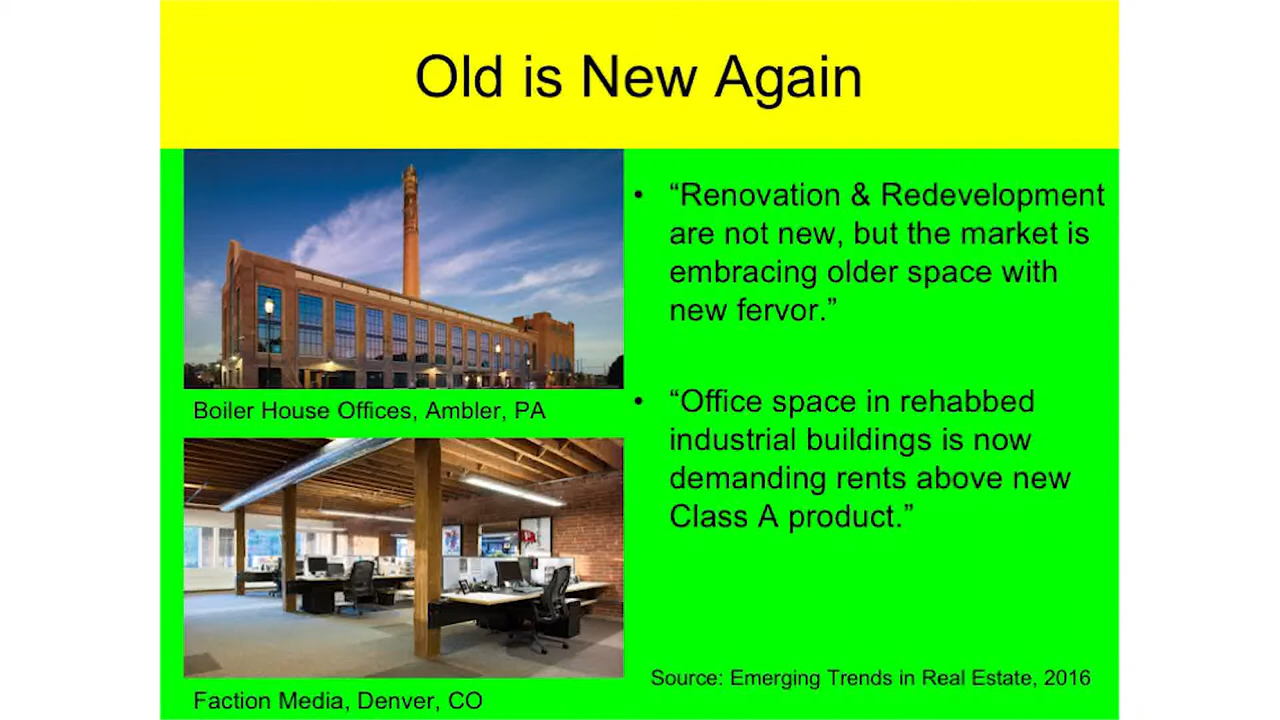 Old is New Again
• “Renovation & Redevelopment
are not new, but the market is
embracing older space with
new fervor.”
• “Office space in rehabbed
industrial buildings is now
demanding rents above new
Class A product.”
Boiler House Offices, Ambler, PA
Faction Media, Denver, CO
Source: Emerging Trends in Real Estate, 2016